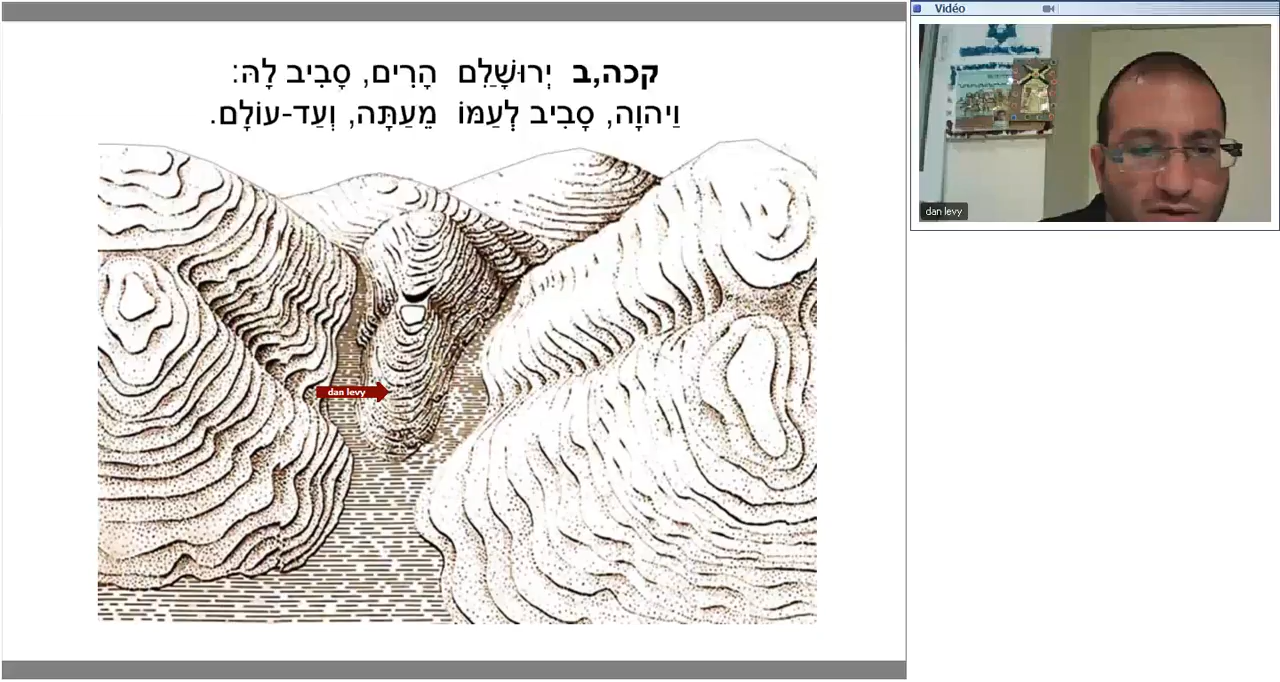 קכה,ב יְרוּשָׁלִַם הָרִים, סָבִיב לָהּ:
וַיהוָה, סָבִיב לְעַמּוֹ מֵעַתָּה, וְעַד-עוֹלָם.
dan levy
Vidéo
dan levy